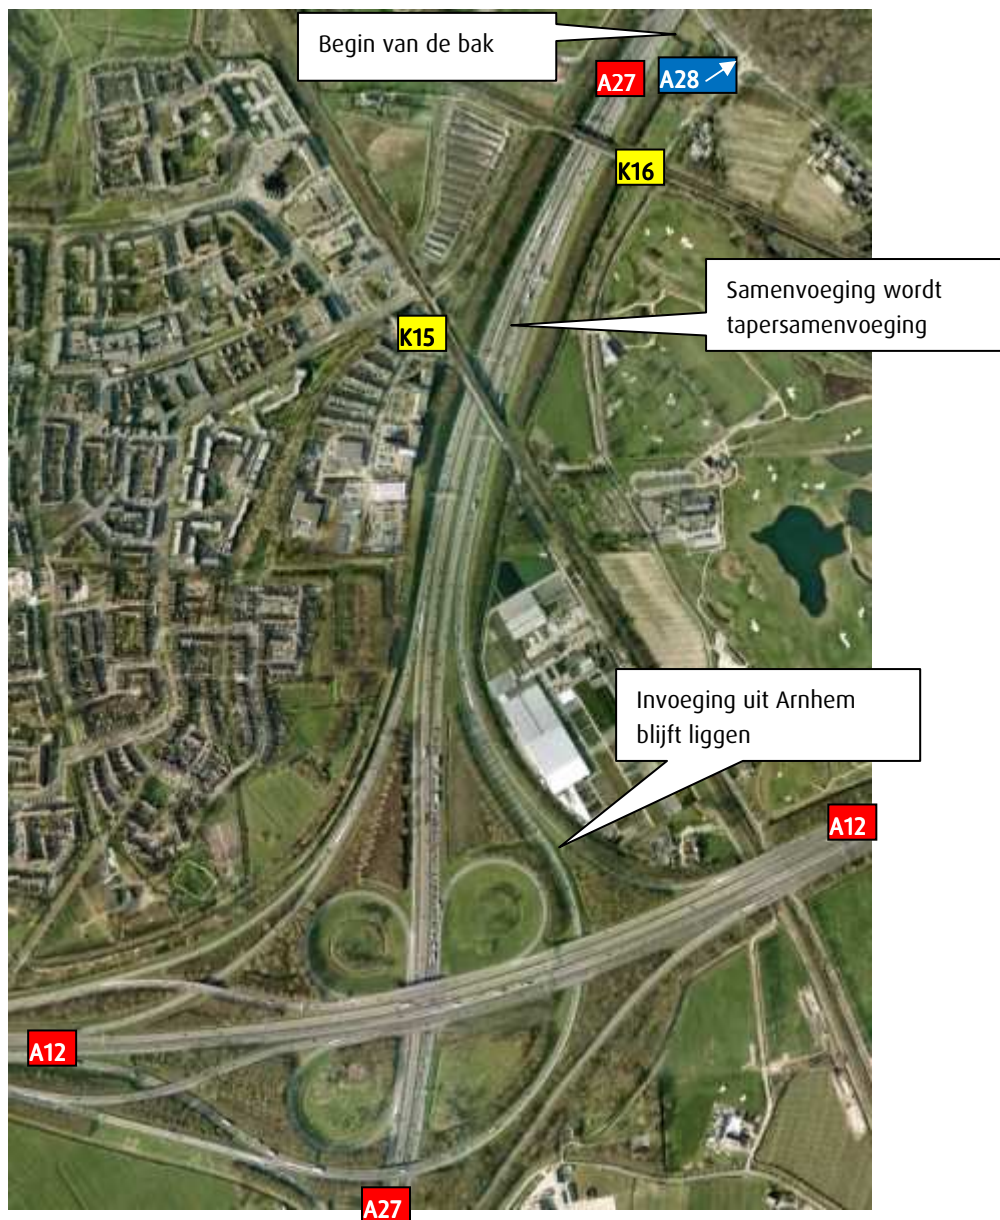 Begin van de bak
A27
A28
K16
Samenvoeging wordt
tapersamenvoeging
K15
Invoeging uit Arnhem
blijft liggen
A12
A12
A27